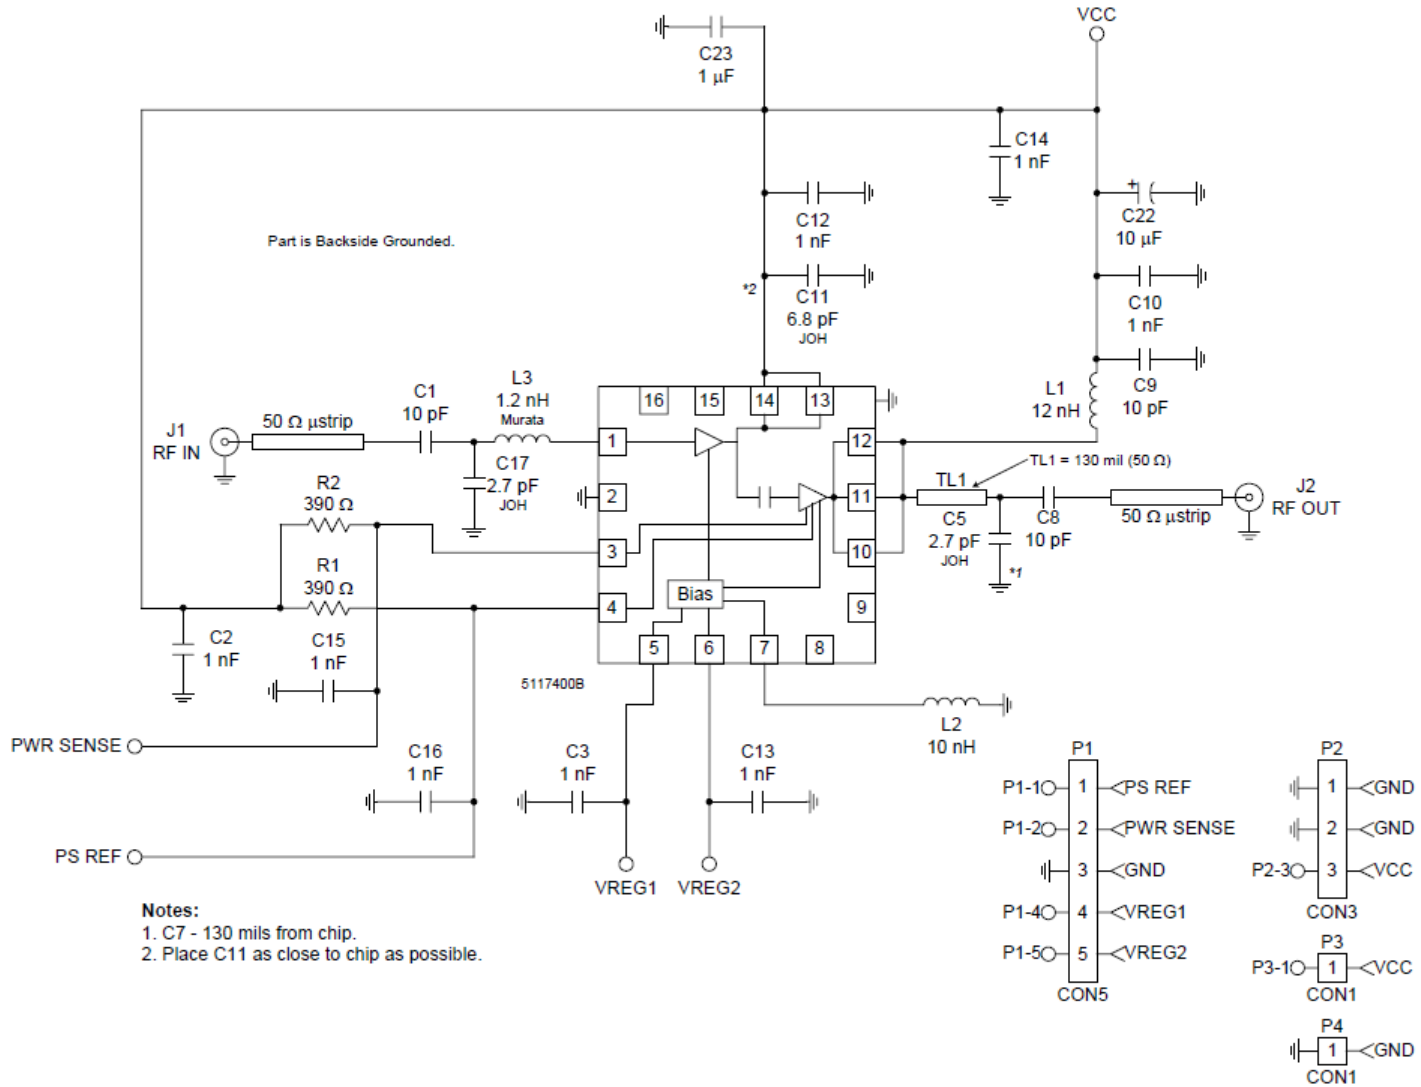 VCC
C23
1 µF
C14
1 nF
+
C22
10 µF
C12
1 nF
Part is Backside Grounded.
*2
C11
6.8 pF
JOH
C10
1 nF
C9
10 pF
L1
12 nH
L3
1.2 nH
Murata
C1
10 pF
J1
RF IN
50 Ω µstrip
C17
2.7 pF
JOH
16
15
14
13
1
2
3
4
12
11
10
9
5
6
7
8
Bias
TL1 = 130 mil (50 Ω)
TL1
C5
2.7 pF
JOH
*1
C8
10 pF
50 Ω µstrip
J2
RF OUT
R2
390 Ω
R1
390 Ω
C2
1 nF
C15
1 nF
5117400B
L2
10 nH
PWR SENSE
C16
1 nF
C3
1 nF
C13
1 nF
PS REF
VREG1
VREG2
P1
P1-1
1
PS REF
P1-2
2
PWR SENSE
3
GND
P1-4
4
VREG1
P1-5
5
VREG2
CON5
P2
1
GND
2
GND
P2-3
3
VCC
CON3
P3
P3-1
1
VCC
CON1
P4
1
GND
CON1
Notes:
1. C7 - 130 mils from chip.
2. Place C11 as close to chip as possible.